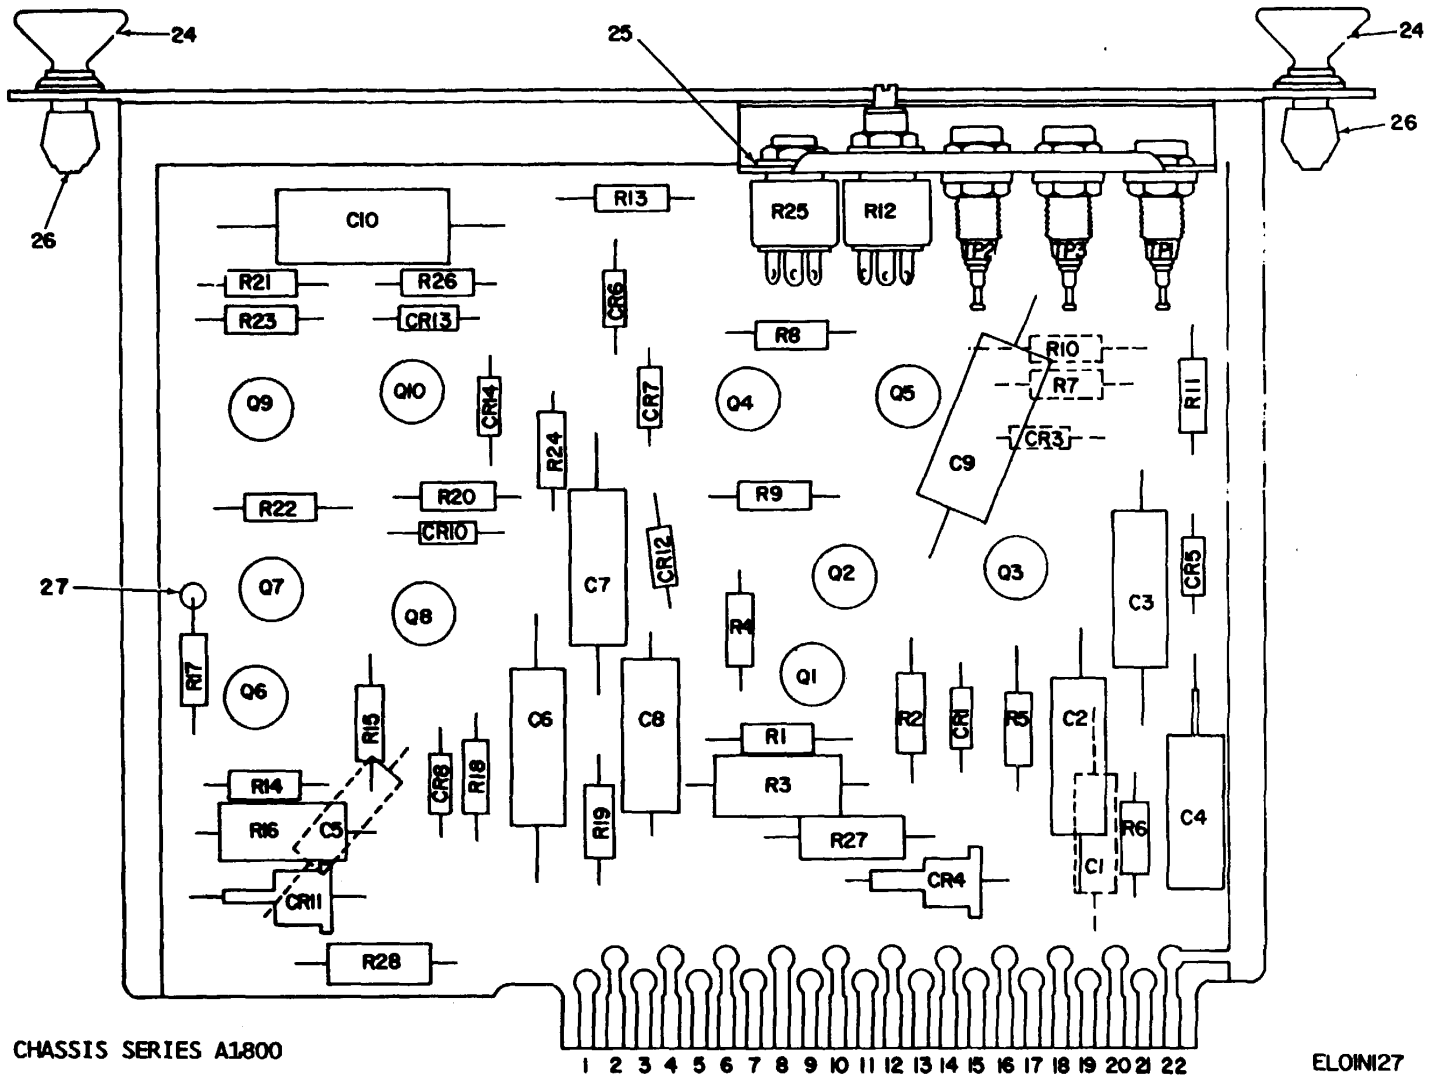 24
25
24
26
26
R13
C10
R25
R12
TP2
TP3
TP1
R21
R26
CR6
R23
CR13
R8
R10
R7
R11
Q9
Q10
CR14
CR7
Q4
Q5
CR3
R24
C9
R22
R20
R9
CR10
CR12
CR5
27
Q7
Q8
C7
Q2
Q3
C3
R4
R17
Q6
Q1
R15
C6
C8
R1
R2
CR1
R5
C2
R14
CR8
R18
R3
R16
C5
R19
R27
R6
C4
C1
CR11
CR4
R28
CHASSIS SERIES A1800
1 2 3 4 5 6 7 8 9 10 11 12 13 14 15 16 17 18 19 20 21 22
EL0IN127